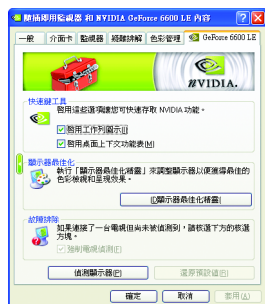 隨插即用監視器 和 NVIDIA GeForce 6600 LE 內容
一般 介面卡 監視器 疑難排解 色彩管理 GeForce 6600 LE
NVIDIA.
快速鍵工具
啟用這些選項讓您可快速存取 NVIDIA 功能。
啟用工作列圖示(I)
啟用桌面上下文功能表(M)
顯示器最佳化
執行「顯示器最佳化精靈」來調整顯示器以便獲得最佳的
色彩檢視和呈現效果。
(O)顯示器最佳化精靈(
故障排除
如果連接了一台電視但尚未被偵測到，請核選下方的核選
方塊。
強制電視偵測(F)
偵測顯示器(P) 還原預設值(R)
確定 取消 套用(A)